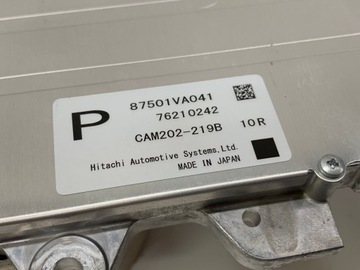 P
87501VA041
76210242
CAM202-219B 10R
Hitachi Automotive Systems,Ltd.
MADE IN JAPAN